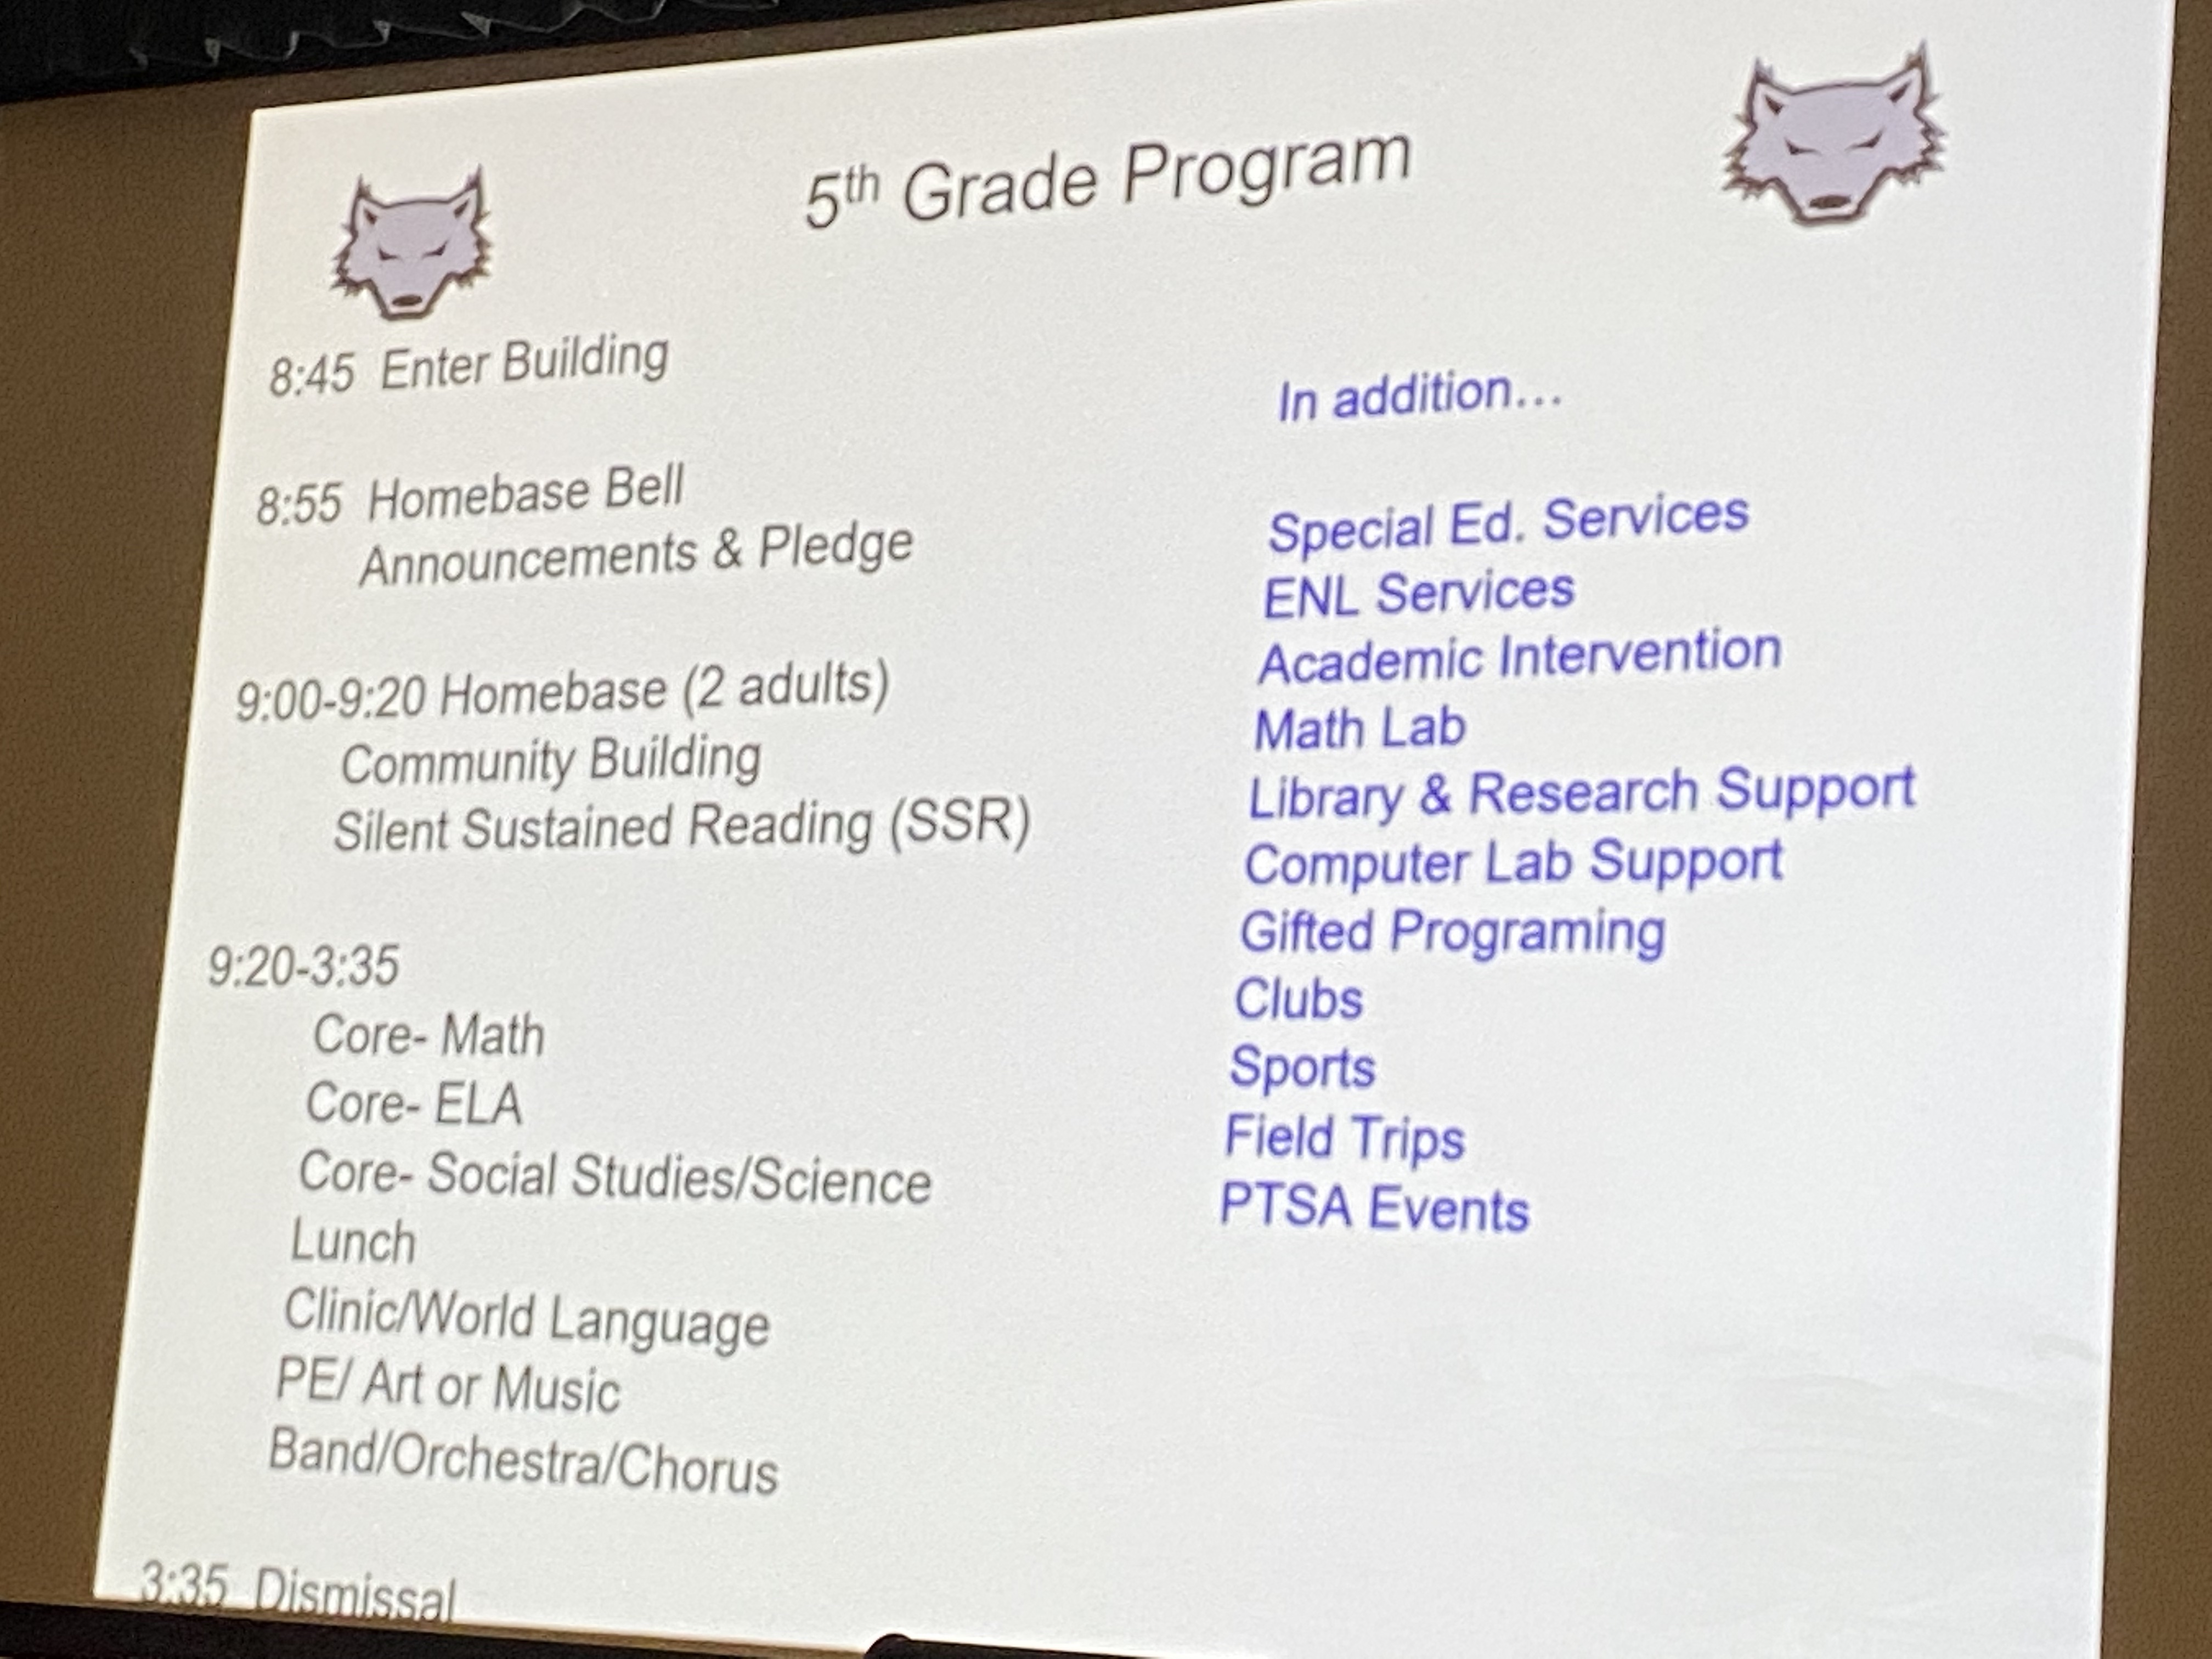 5th Grade Program
8:45 Enter Building
8:55 Homebase Bell
Announcements & Pledge
9:00-9:20 Homebase (2 adults)
Community Building
Silent Sustained Reading (SSR)
9:20-3:35
Core- Math
Core- ELA
Core- Social Studies/Science
Lunch
Clinic/World Language
PE/ Art or Music
Band/Orchestra/Chorus
3:35 Dismissal
In addition...
Special Ed. Services
ENL Services
Academic Intervention
Math Lab
Library & Research Support
Computer Lab Support
Gifted Programing
Clubs
Sports
Field Trips
PTSA Events